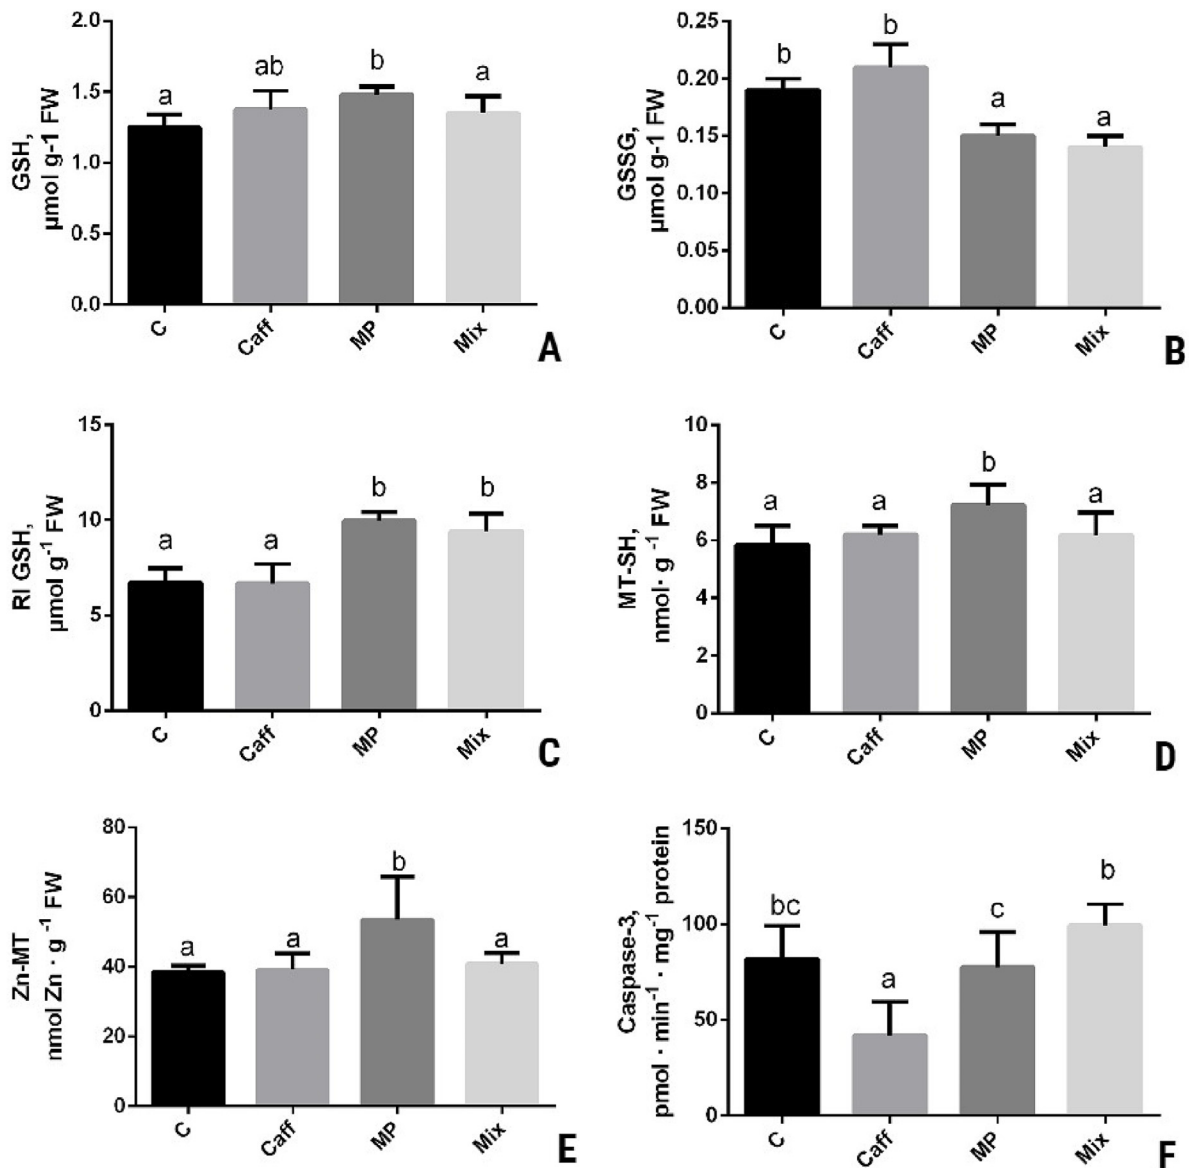 GSH,
µmol g-1 FW
2.0
1.5
1.0
0.5
0.0
a
ab
b
a
C
Caff
MP
Mix
A
GSSG,
µmol g-1 FW
0.25
0.20
0.15
0.10
0.05
0.00
b
b
a
a
C
Caff
MP
Mix
B
RI GSH,
µmol g⁻¹ FW
15
10
5
0
a
a
b
b
C
Caff
MP
Mix
C
MT-SH,
nmol· g ⁻¹ FW
10
8
6
4
2
0
a
a
b
a
C
Caff
MP
Mix
D
Zn-MT
nmol Zn · g ⁻¹ FW
80
60
40
20
0
a
a
b
a
C
Caff
MP
Mix
E
Caspase-3,
pmol · min⁻¹ · mg⁻¹ protein
150
100
50
0
bc
a
c
b
C
Caff
MP
Mix
F